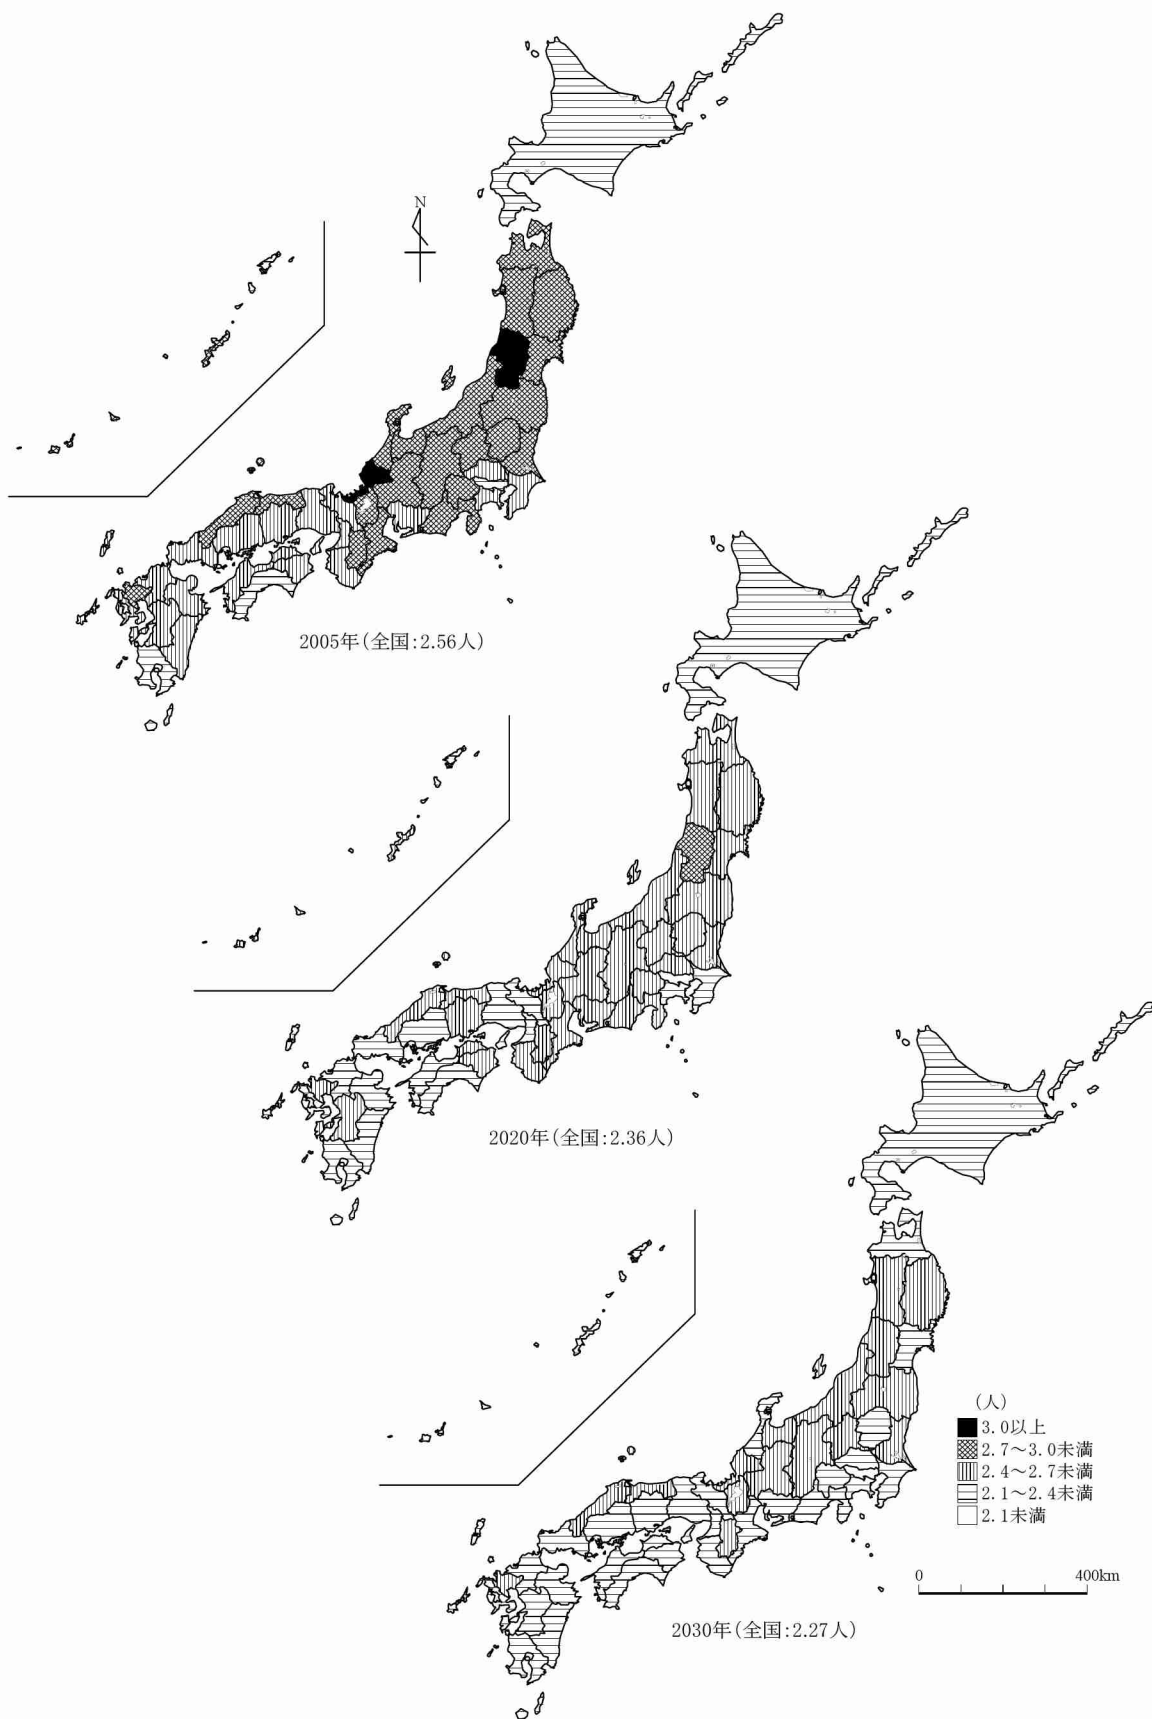 N
2005年(全国:2.56人)
2020年(全国:2.36人)
(人)
3.0以上
2.7～3.0未満
2.4～2.7未満
2.1～2.4未満
2.1未満
0 400km
2030年(全国:2.27人)